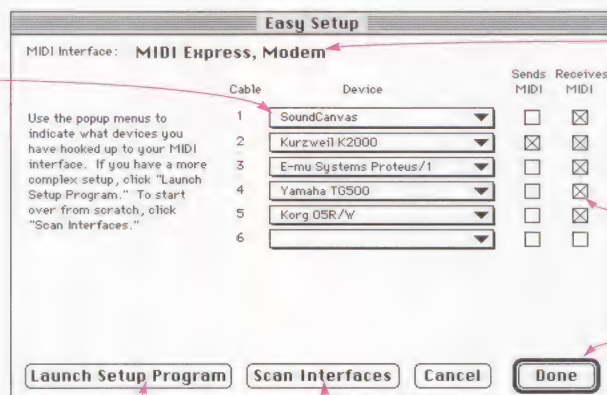 Easy Setup
MIDI Interface: MIDI Express, Modem
Sends MIDI
Receives MIDI
Cable
Device
Use the popup menus to
indicate what devices you
have hooked up to your MIDI
interface. If you have a more
complex setup, click "Launch
Setup Program." To start
over from scratch, click
"Scan Interfaces."
1 SoundCanvas
2 Kurzweil K2000
3 E-mu Systems Proteus/1
4 Yamaha TG500
5 Korg 05R/W
6
Launch Setup Program
Scan Interfaces
Cancel
Done